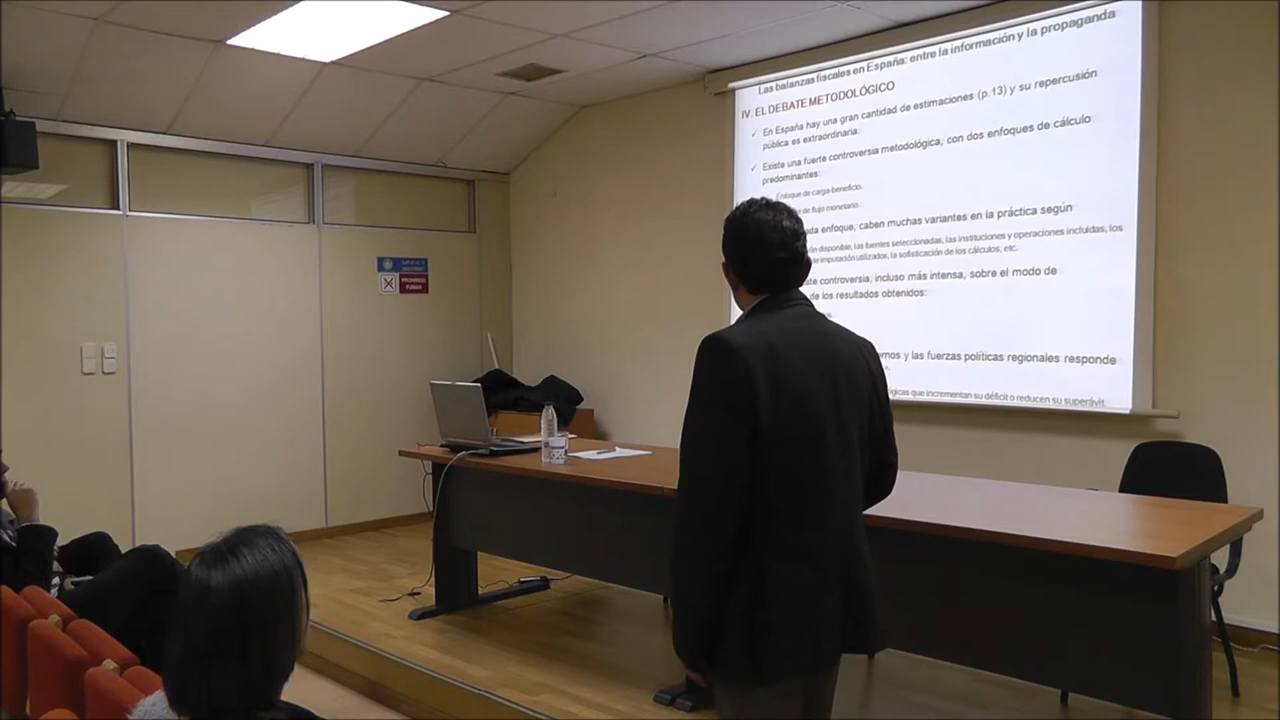 Las balanzas fiscales en España: entre la información y la propaganda
IV. EL DEBATE METODOLÓGICO
✓ En España hay una gran cantidad de estimaciones (p.13) y su repercusión
pública es extraordinaria.
✓ Existe una fuerte controversia metodológica, con dos enfoques de cálculo
predominantes:
Enfoque de carga-beneficio.
de flujo monetario.
enfoque, caben muchas variantes en la práctica según
disponible, las fuentes seleccionadas, las instituciones y operaciones incluidas, los
de imputación utilizados, la sofisticación de los cálculos, etc.
controversia, incluso más intensa, sobre el modo de
de los resultados obtenidos:
y las fuerzas políticas regionales responde
que incrementan su déficit o reducen su superávit.
PROHIBIDO
FUMAR